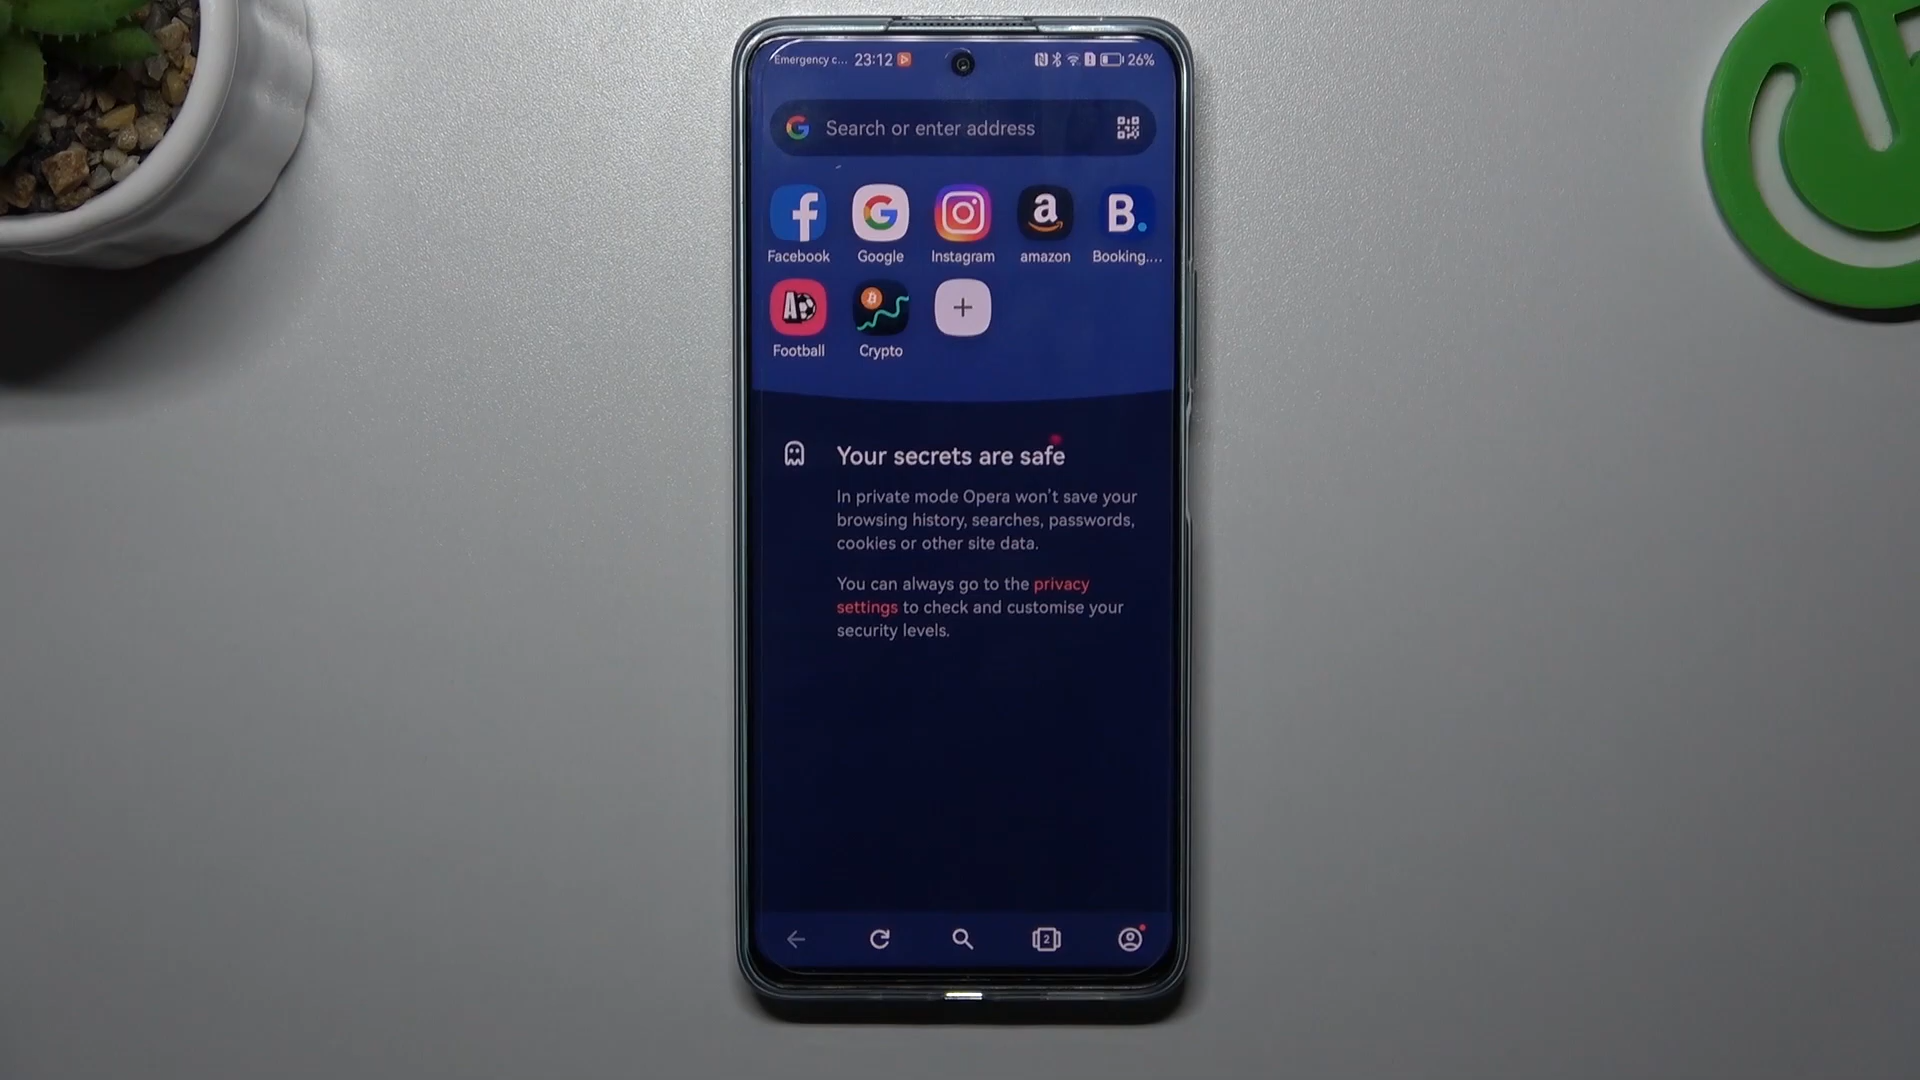 Emergency c... 23:12 26%
Search or enter address
Facebook Google Instagram amazon Booking....
Football Crypto
Your secrets are safe
In private mode Opera won't save your
browsing history, searches, passwords,
cookies or other site data.
You can always go to the privacy
settings to check and customise your
security levels.
2